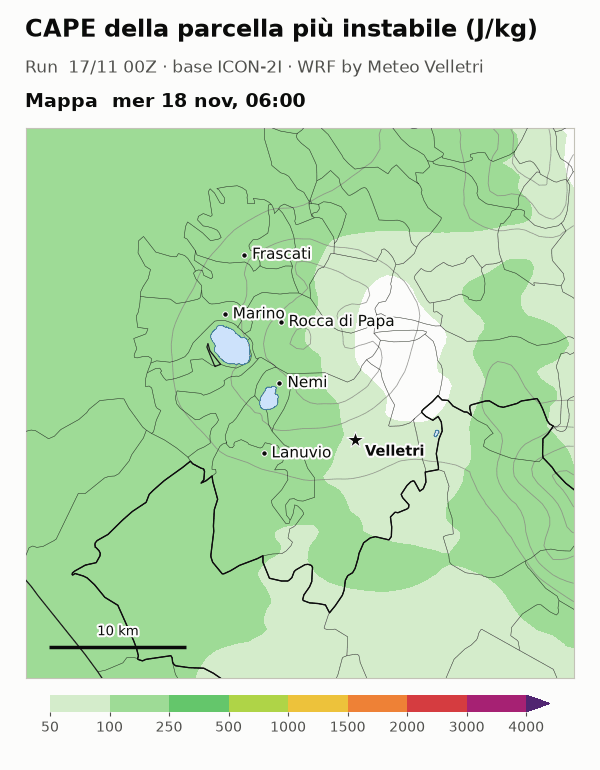 CAPE della parcella più instabile (J/kg)
Run  17/11 00Z · base ICON-2I · WRF by Meteo Velletri
Mappa  mer 18 nov, 06:00
Frascati
Marino
Rocca di Papa
Nemi
Velletri
Lanuvio
10 km
50 100 250 500 1000 1500 2000 3000 4000